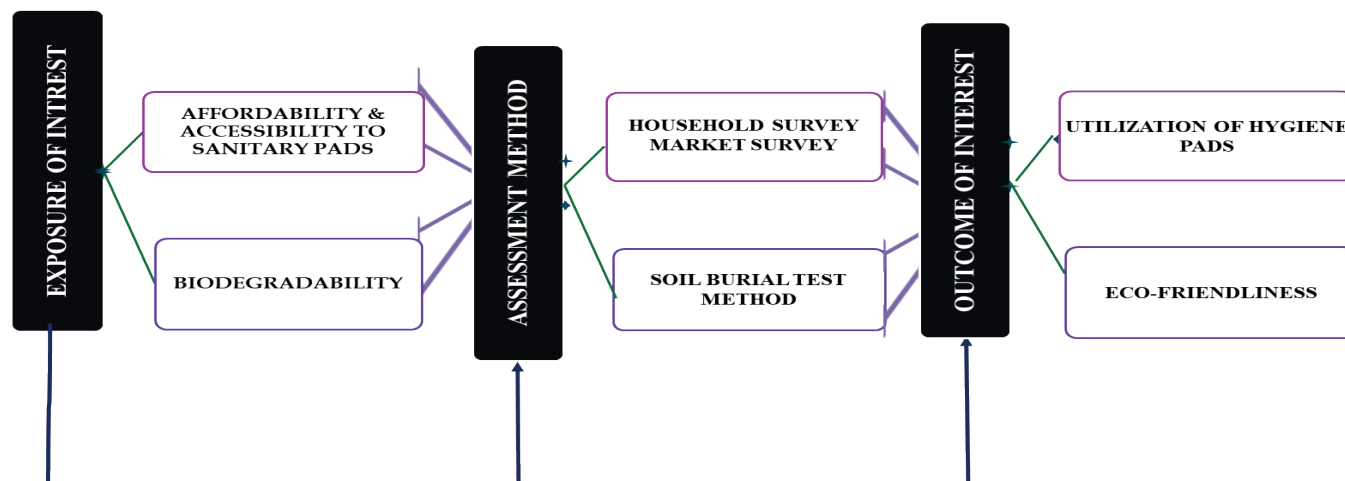 EXPOSURE OF INTREST
AFFORDABILITY &
ACCESSIBILITY TO
SANITARY PADS
BIODEGRADABILITY
ASSESSMENT METHOD
HOUSEHOLD SURVEY
MARKET SURVEY
SOIL BURIAL TEST
METHOD
OUTCOME OF INTEREST
UTILIZATION OF HYGIENE
PADS
ECO-FRIENDLINESS